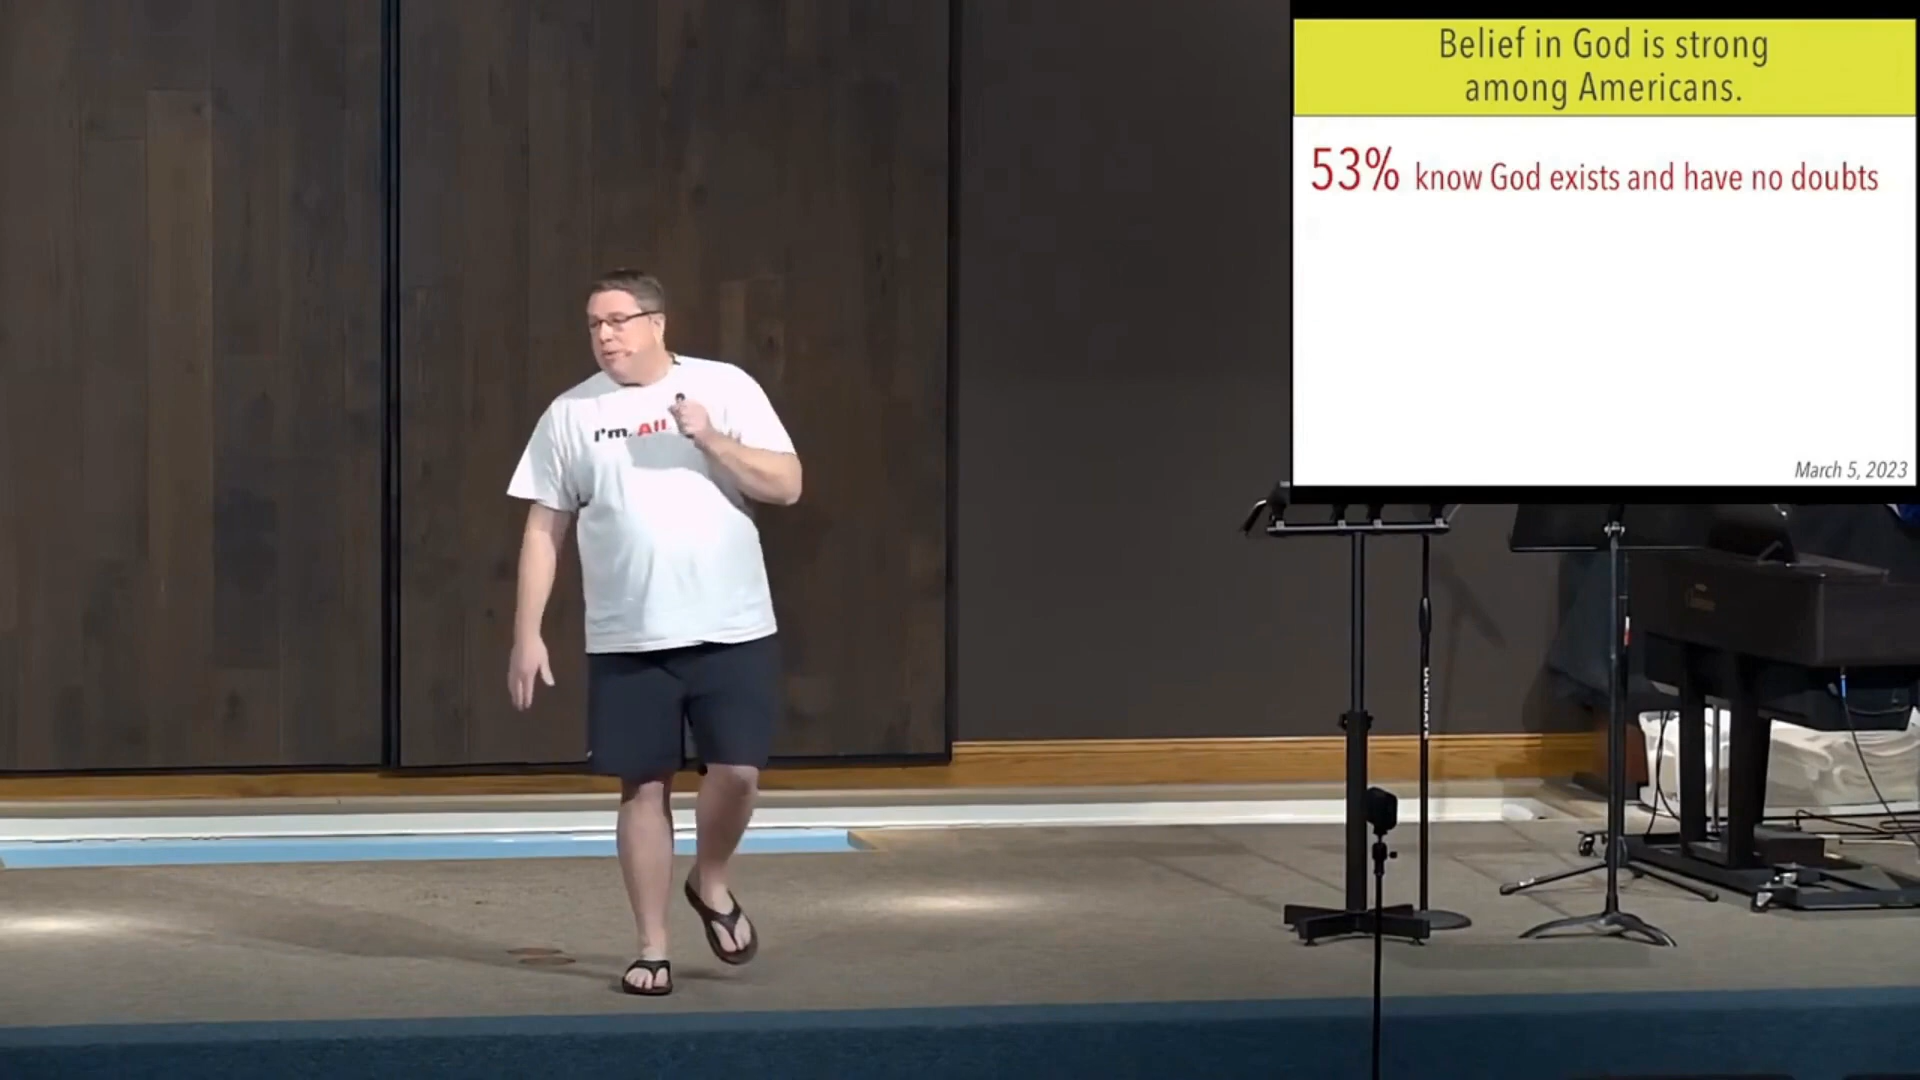 Belief in God is strong
among Americans.
53% know God exists and have no doubts
March 5, 2023
I'm. All.